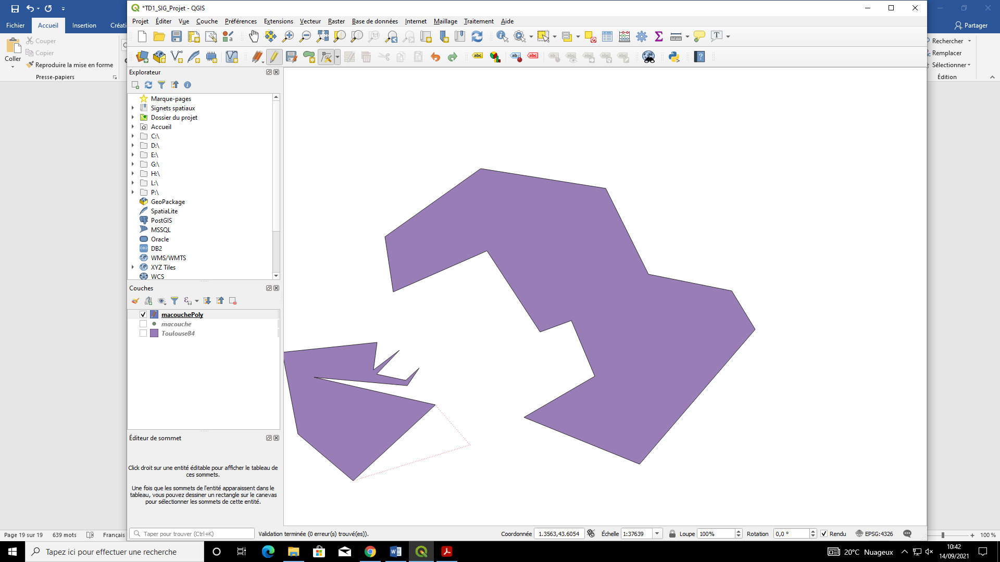 *TD1_SIG_Projet - QGIS
Fichier
Accueil
Insertion
Créati
Partager
Projet Éditer Vue Couche Préférences Extensions Vecteur Raster Base de données Internet Maillage Traitement Aide
Coller
Couper
Copier
Reproduire la mise en forme
Presse-papiers
Rechercher
Remplacer
Sélectionner
Édition
Explorateur
Marque-pages
Signets spatiaux
Dossier du projet
Accueil
C:\
D:\
E:\
G:\
H:\
L:\
P:\
GeoPackage
SpatiaLite
PostGIS
MSSQL
Oracle
DB2
WMS/WMTS
XYZ Tiles
WCS
Couches
macouchePoly
macouche
Toulouse84
Éditeur de sommet
Click droit sur une entité éditable pour afficher le tableau de
ces sommets.
Une fois que les sommets de l'entité apparaissent dans le
tableau, vous pouvez dessiner un rectangle sur le canevas
pour sélectionner les sommets de cette entité.
Page 19 sur 19 639 mots Français
Taper pour trouver (Ctrl+K)
Validation terminée (0 erreur(s) trouvé(es)).
Coordonnée 1.3563,43.6054
Échelle 1:37639
Loupe 100%
Rotation 0,0 °
Rendu
EPSG:4326
100 %
Tapez ici pour effectuer une recherche
20°C Nuageux
10:42
14/09/2021